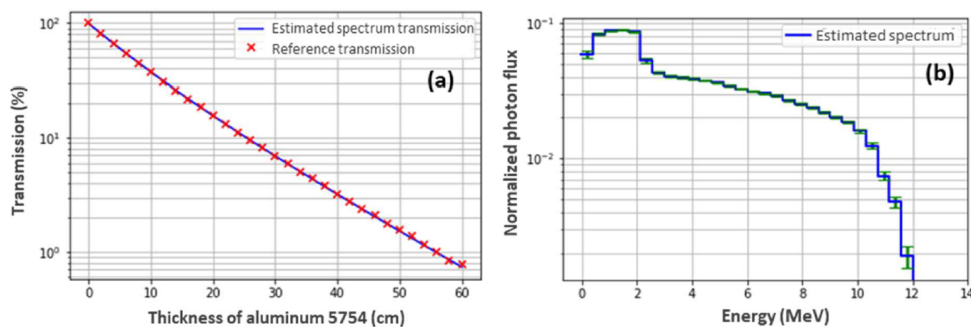 10²
10¹
10⁰
Transmission
(%)
Estimated spectrum transmission
Reference transmission
(a)
0 10 20 30 40 50 60
Thickness of aluminum 5754 (cm)
10⁻¹
10⁻²
Normalized photon flux
Estimated spectrum
(b)
0 2 4 6 8 10 12 14
Energy (MeV)